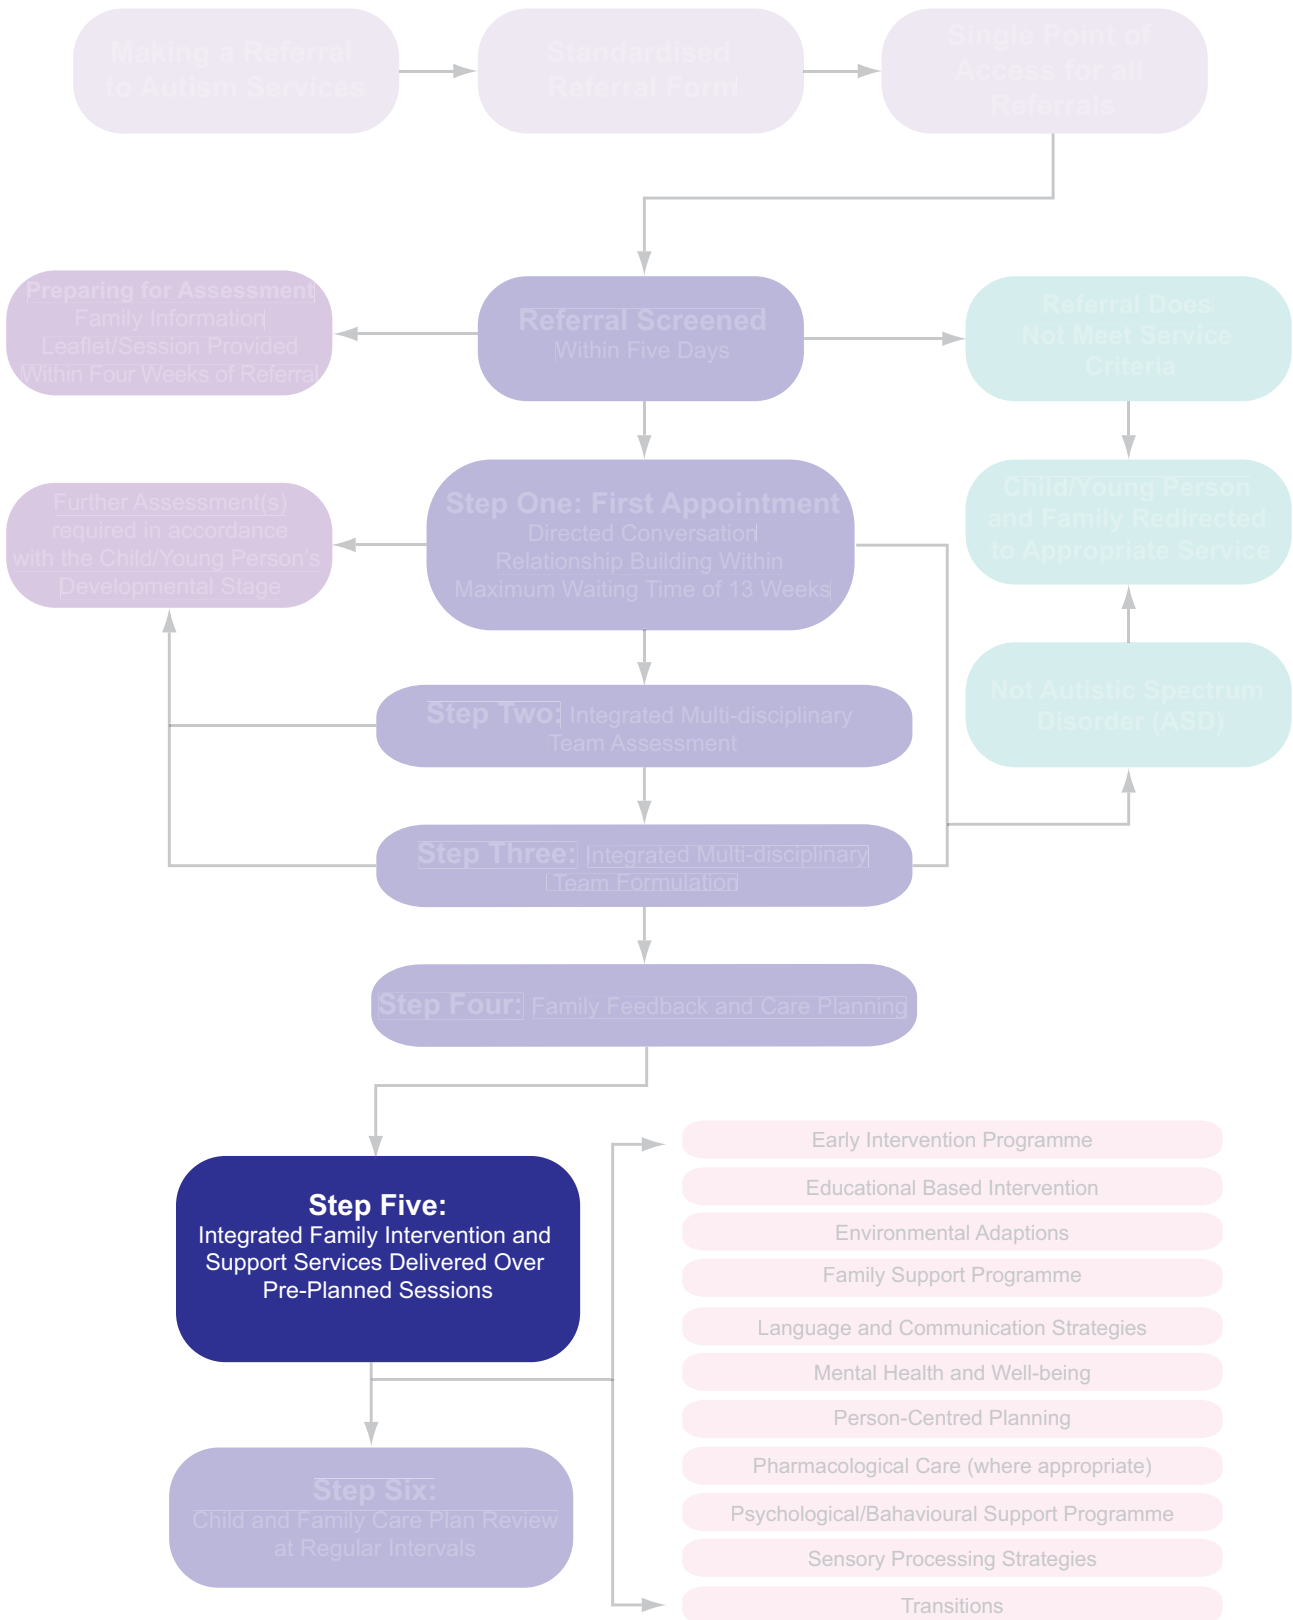 Making a Referral
to Autism Services
Standardised
Referral Form
Single Point of
Access for all
Referrals
Preparing for Assessment
Family Information
Leaflet/Session Provided
Within Four Weeks of Referral
Referral Screened
Within Five Days
Referral Does
Not Meet Service
Criteria
Further Assessment(s)
required in accordance
with the Child/Young Person's
Developmental Stage
Step One: First Appointment
Directed Conversation
Relationship Building Within
Maximum Waiting Time of 13 Weeks
Child/Young Person
and Family Redirected
to Appropriate Service
Step Two: Integrated Multi-disciplinary
Team Assessment
Not Autistic Spectrum
Disorder (ASD)
Step Three: Integrated Multi-disciplinary
Team Formulation
Step Four: Family Feedback and Care Planning
Step Five:
Integrated Family Intervention and
Support Services Delivered Over
Pre-Planned Sessions
Early Intervention Programme
Educational Based Intervention
Environmental Adaptions
Family Support Programme
Language and Communication Strategies
Mental Health and Well-being
Person-Centred Planning
Pharmacological Care (where appropriate)
Psychological/Bahavioural Support Programme
Sensory Processing Strategies
Transitions
Step Six:
Child and Family Care Plan Review
at Regular Intervals